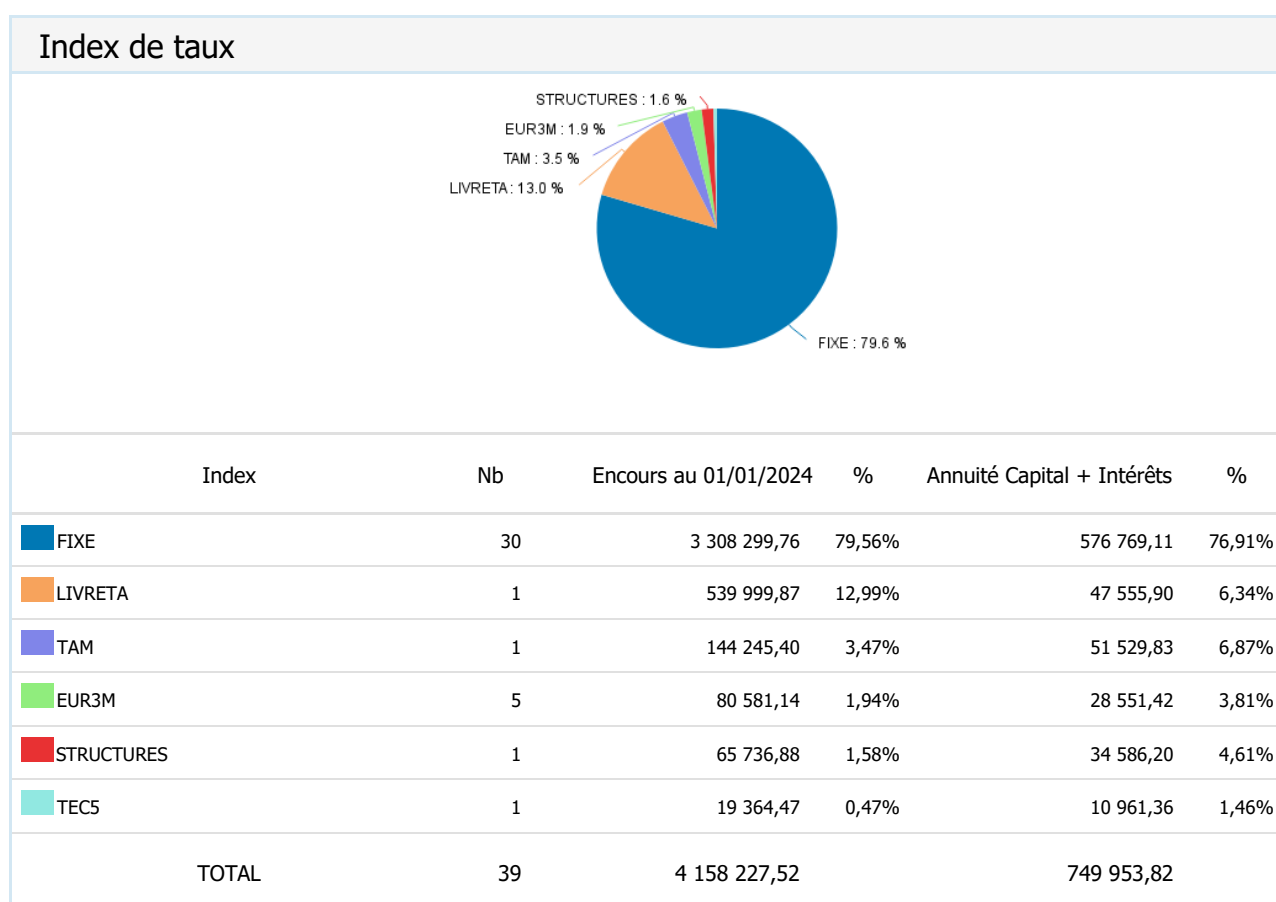 Index de taux
STRUCTURES : 1.6 %
EUR3M : 1.9 %
TAM : 3.5 %
LIVRETA : 13.0 %
FIXE : 79.6 %
Index Nb Encours au 01/01/2024 % Annuité Capital + Intérêts %
FIXE 30 3 308 299,76 79,56% 576 769,11 76,91%
LIVRETA 1 539 999,87 12,99% 47 555,90 6,34%
TAM 1 144 245,40 3,47% 51 529,83 6,87%
EUR3M 5 80 581,14 1,94% 28 551,42 3,81%
STRUCTURES 1 65 736,88 1,58% 34 586,20 4,61%
TEC5 1 19 364,47 0,47% 10 961,36 1,46%
TOTAL 39 4 158 227,52 749 953,82